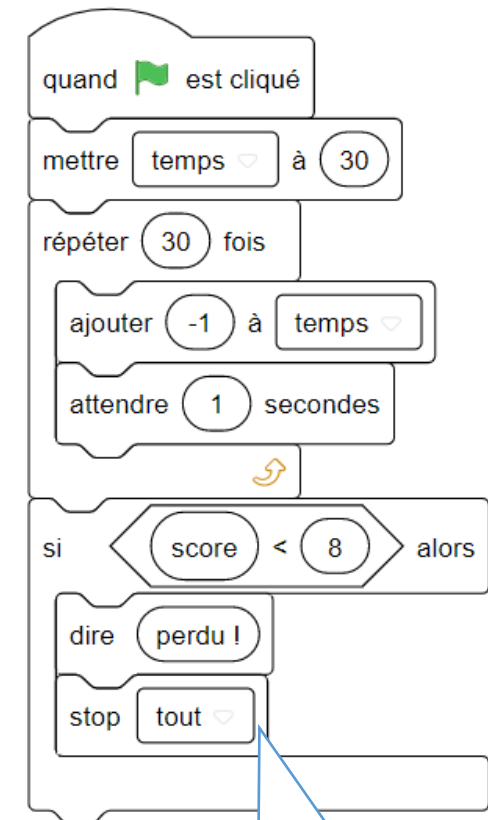 quand est cliqué
mettre temps à 30
répéter 30 fois
ajouter -1 à temps
attendre 1 secondes
si score < 8 alors
dire perdu !
stop tout